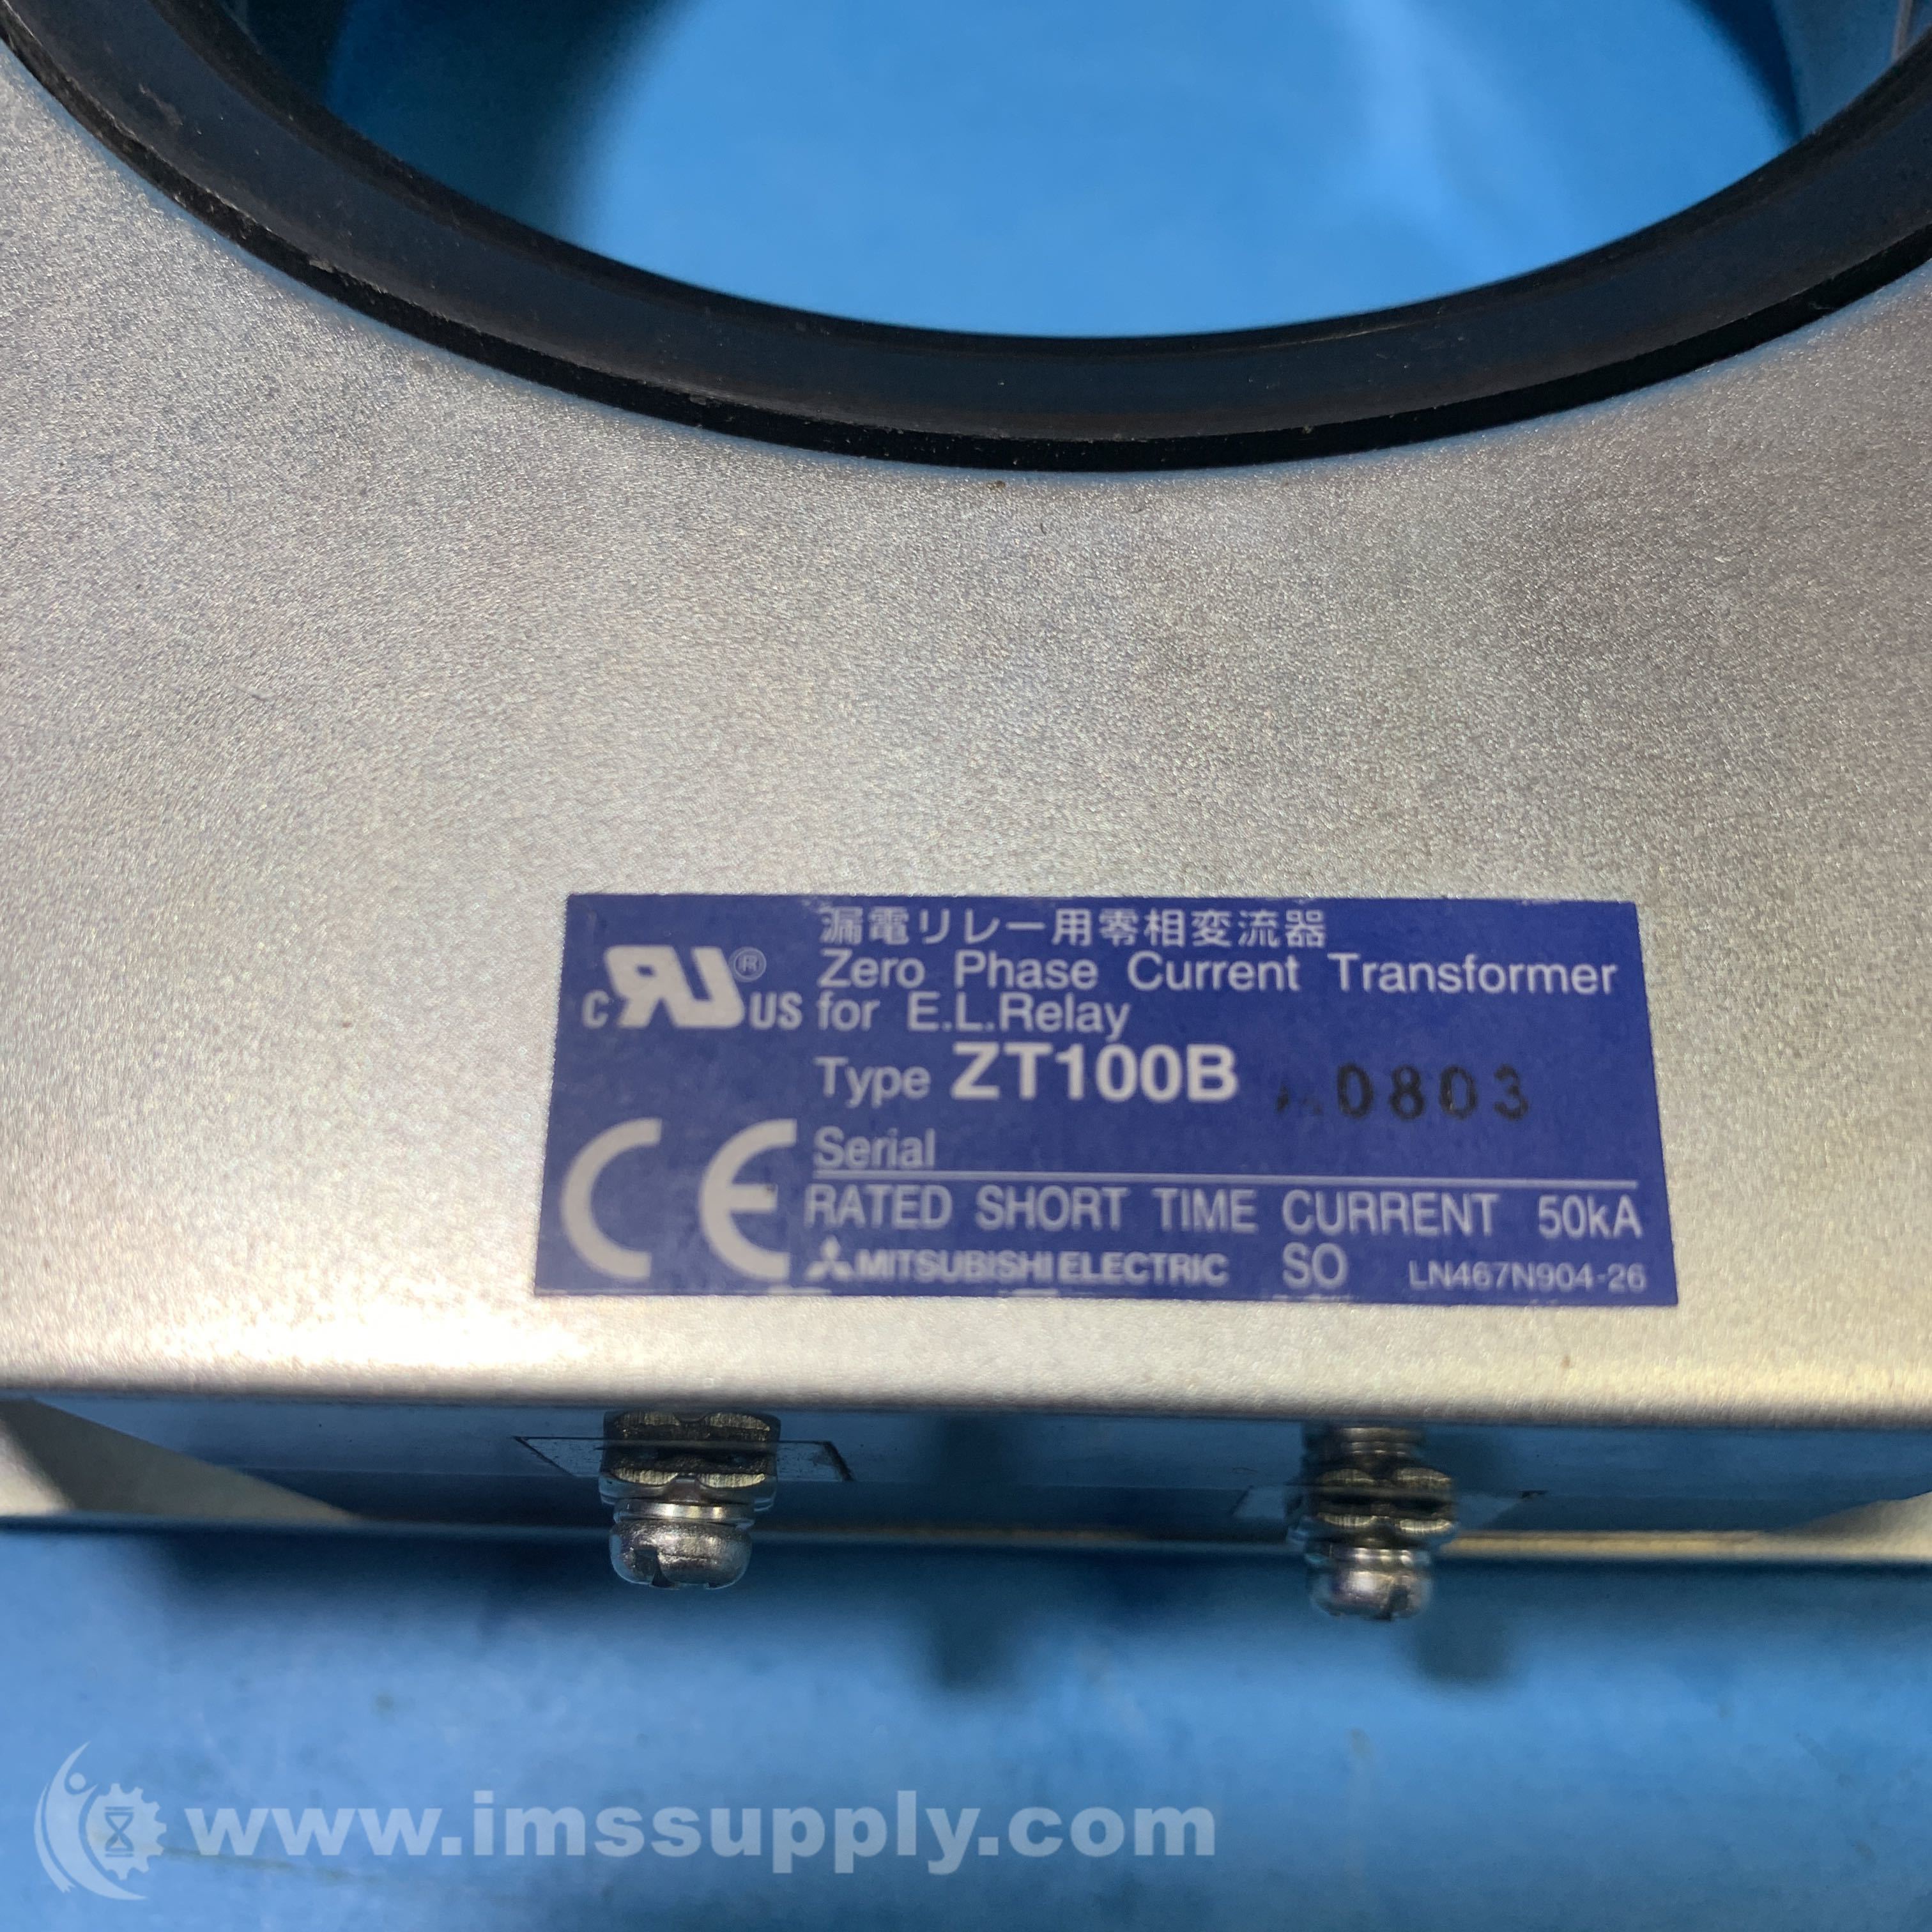 漏電リレー用零相変流器
Zero Phase Current Transformer
for E.L.Relay
C US ®
Type ZT100B 0803
CE
Serial
RATED SHORT TIME CURRENT 50kA
MITSUBISHI ELECTRIC SO LN467N904-26
www.imssupply.com